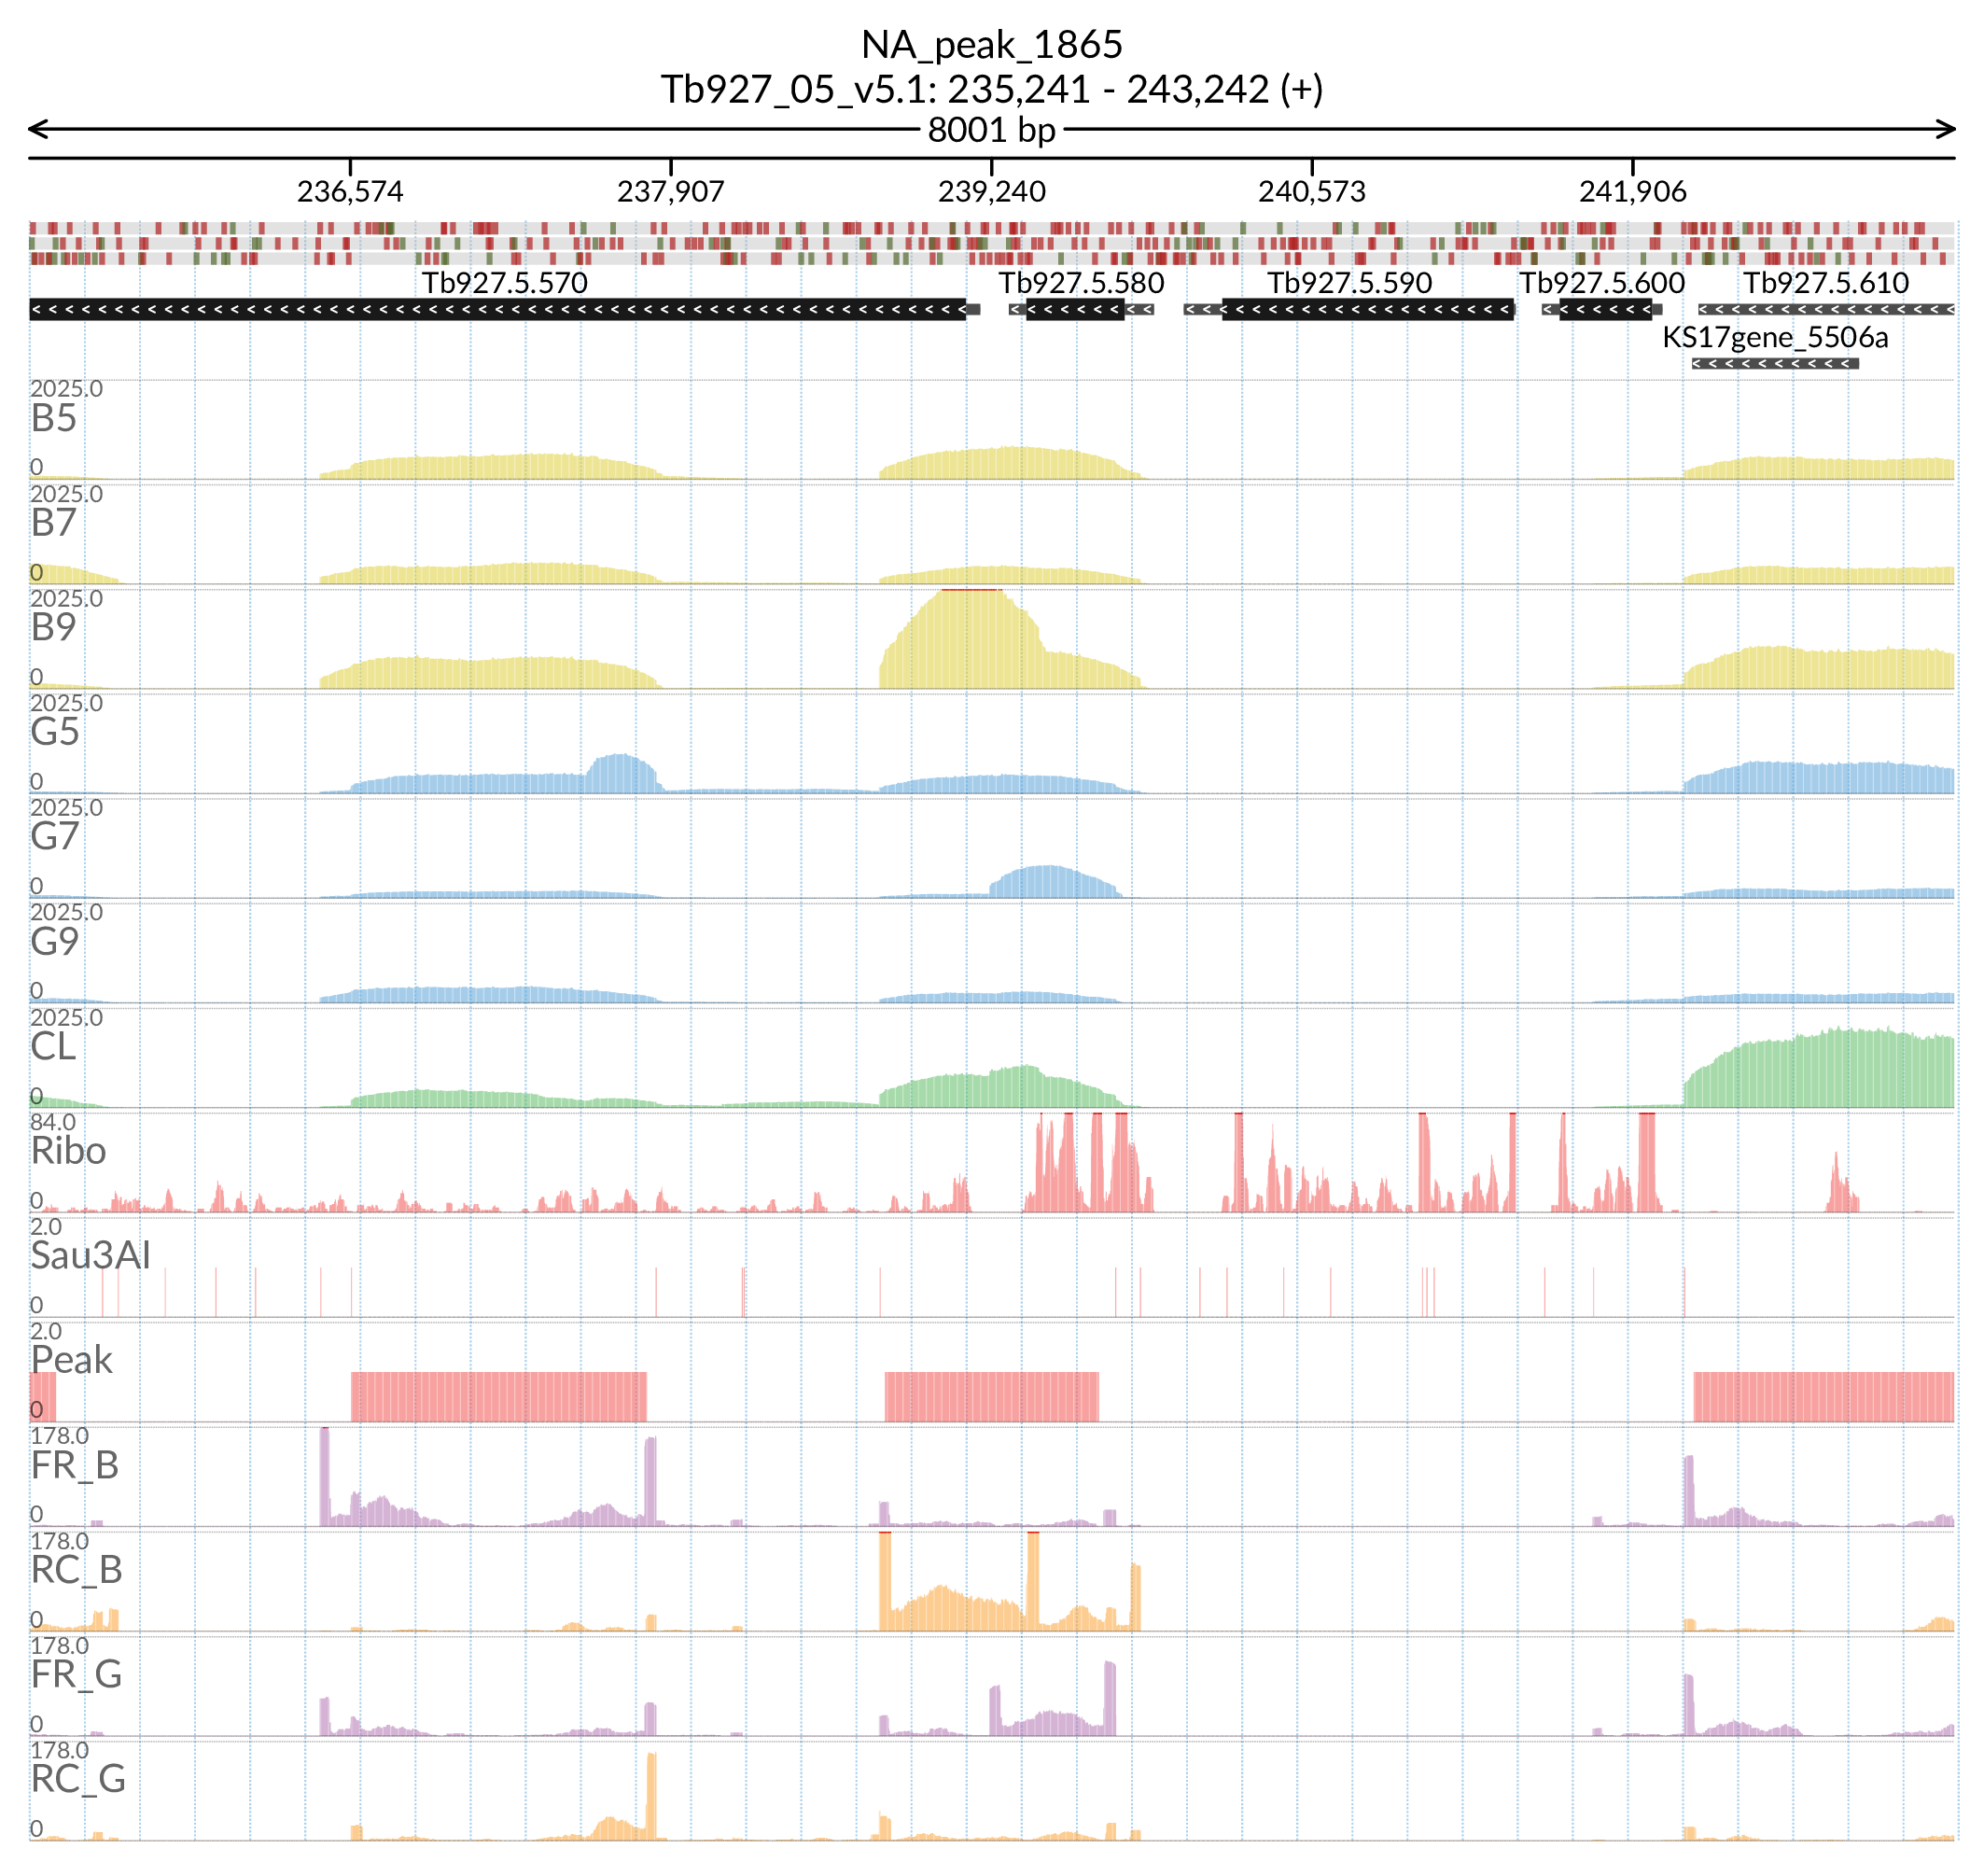 NA_peak_1865
Tb927_05_v5.1: 235,241 - 243,242 (+)
8001 bp
236,574 237,907 239,240 240,573 241,906
Tb927.5.570 Tb927.5.580 Tb927.5.590 Tb927.5.600 Tb927.5.610
KS17gene_5506a
2025.0
B5
0
2025.0
B7
0
2025.0
B9
0
2025.0
G5
0
2025.0
G7
0
2025.0
G9
0
2025.0
CL
0
84.0
Ribo
0
2.0
Sau3AI
0
2.0
Peak
0
178.0
FR_B
0
178.0
RC_B
0
178.0
FR_G
0
178.0
RC_G
0